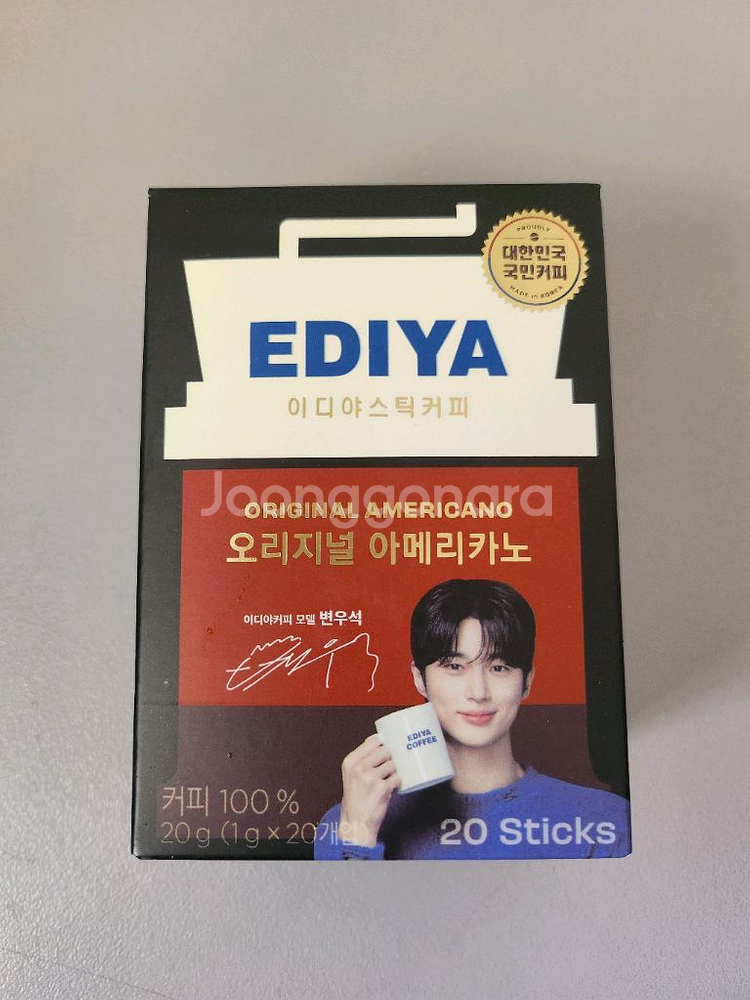 PROUDLY
대한민국
국민커피
MADE in KOREA
EDIYA
이디야스틱커피
Joonggonara
ORIGINAL AMERICANO
오리지널 아메리카노
이디야커피 모델 변우석
EDIYA
COFFEE
커피 100 %
20 g (1 g × 20개입)
20 Sticks